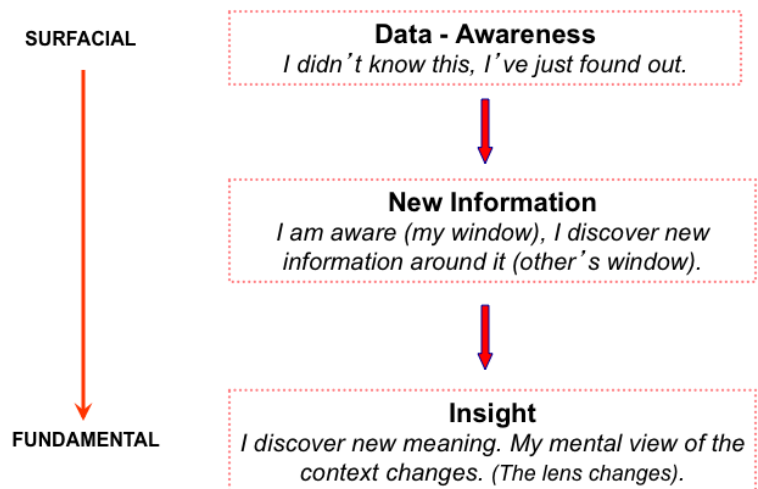 SURFACIAL
Data - Awareness
I didn’t know this, I’ve just found out.
New Information
I am aware (my window), I discover new
information around it (other’s window).
Insight
FUNDAMENTAL
I discover new meaning. My mental view of the
context changes. (The lens changes).